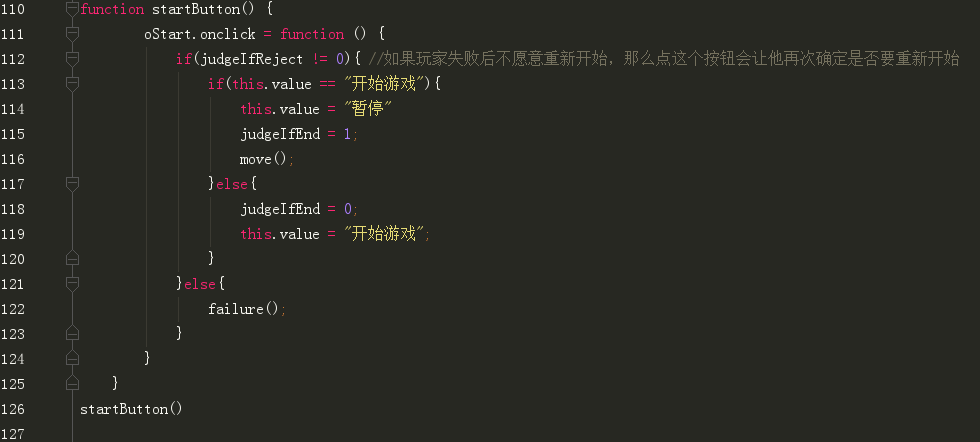 110 function startButton() {
111 oStart.onclick = function () {
112 if(judgeIfReject != 0){ //如果玩家失败后不愿意重新开始，那么点这个按钮会让他再次确定是否要重新开始
113 if(this.value == "开始游戏"){
114 this.value = "暂停"
115 judgeIfEnd = 1;
116 move();
117 }else{
118 judgeIfEnd = 0;
119 this.value = "开始游戏";
120 }
121 }else{
122 failure();
123 }
124 }
125 }
126 startButton()
127